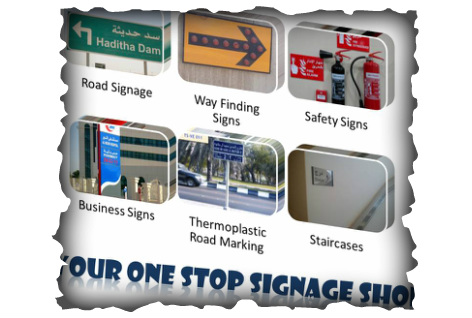 سد حديثة
Haditha Dam
Road Signage
Way Finding
Signs
Safety Signs
Business Signs
Thermoplastic
Road Marking
Staircases
YOUR ONE STOP SIGNAGE SHO